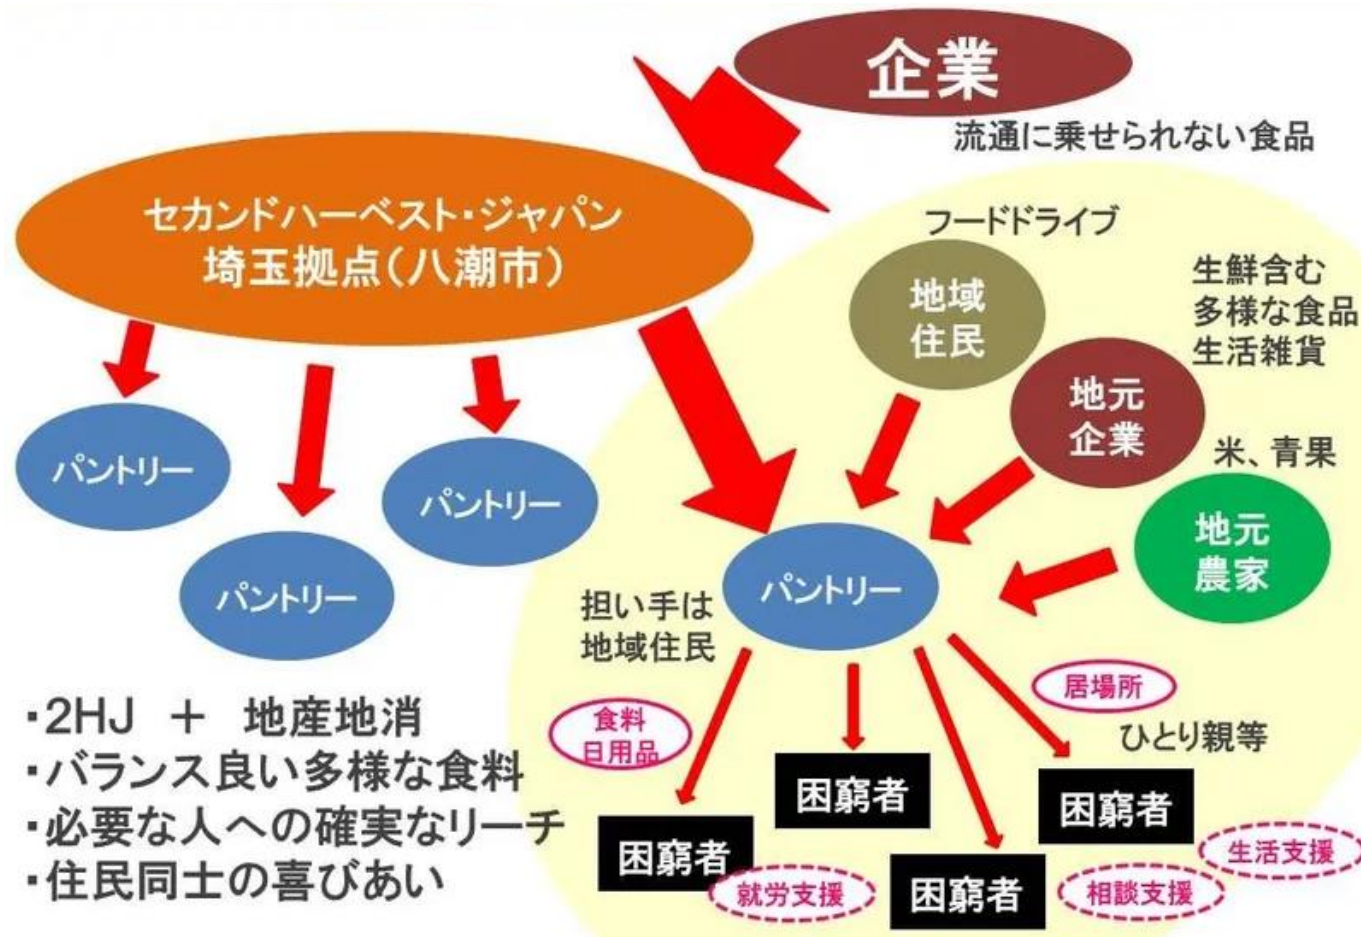 企業
流通に乗せられない食品
セカンドハーベスト・ジャパン
埼玉拠点(八潮市)
フードドライブ
地域
住民
生鮮含む
多様な食品
生活雑貨
地元
企業
米、青果
地元
農家
パントリー
パントリー
パントリー
パントリー
担い手は
地域住民
居場所
ひとり親等
食料
日用品
困窮者
困窮者
困窮者
困窮者
就労支援
相談支援
生活支援
・2HJ + 地産地消
・バランス良い多様な食料
・必要な人への確実なリーチ
・住民同士の喜びあい